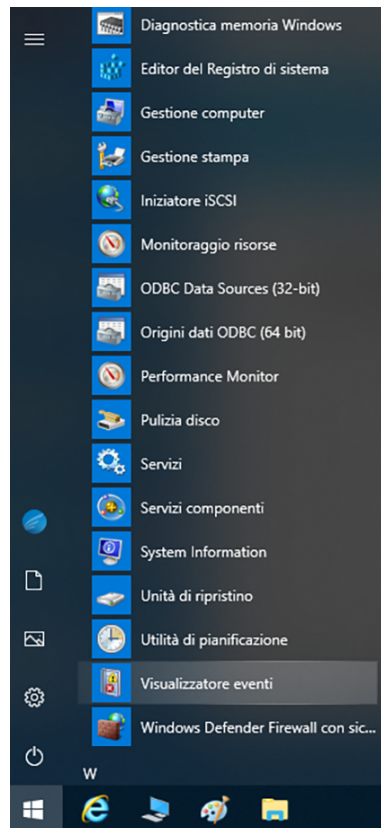 Diagnostica memoria Windows
Editor del Registro di sistema
Gestione computer
Gestione stampa
Iniziatore iSCSI
Monitoraggio risorse
ODBC Data Sources (32-bit)
Origini dati ODBC (64 bit)
Performance Monitor
Pulizia disco
Servizi
Servizi componenti
System Information
Unità di ripristino
Utilità di pianificazione
Visualizzatore eventi
Windows Defender Firewall con sic...
W